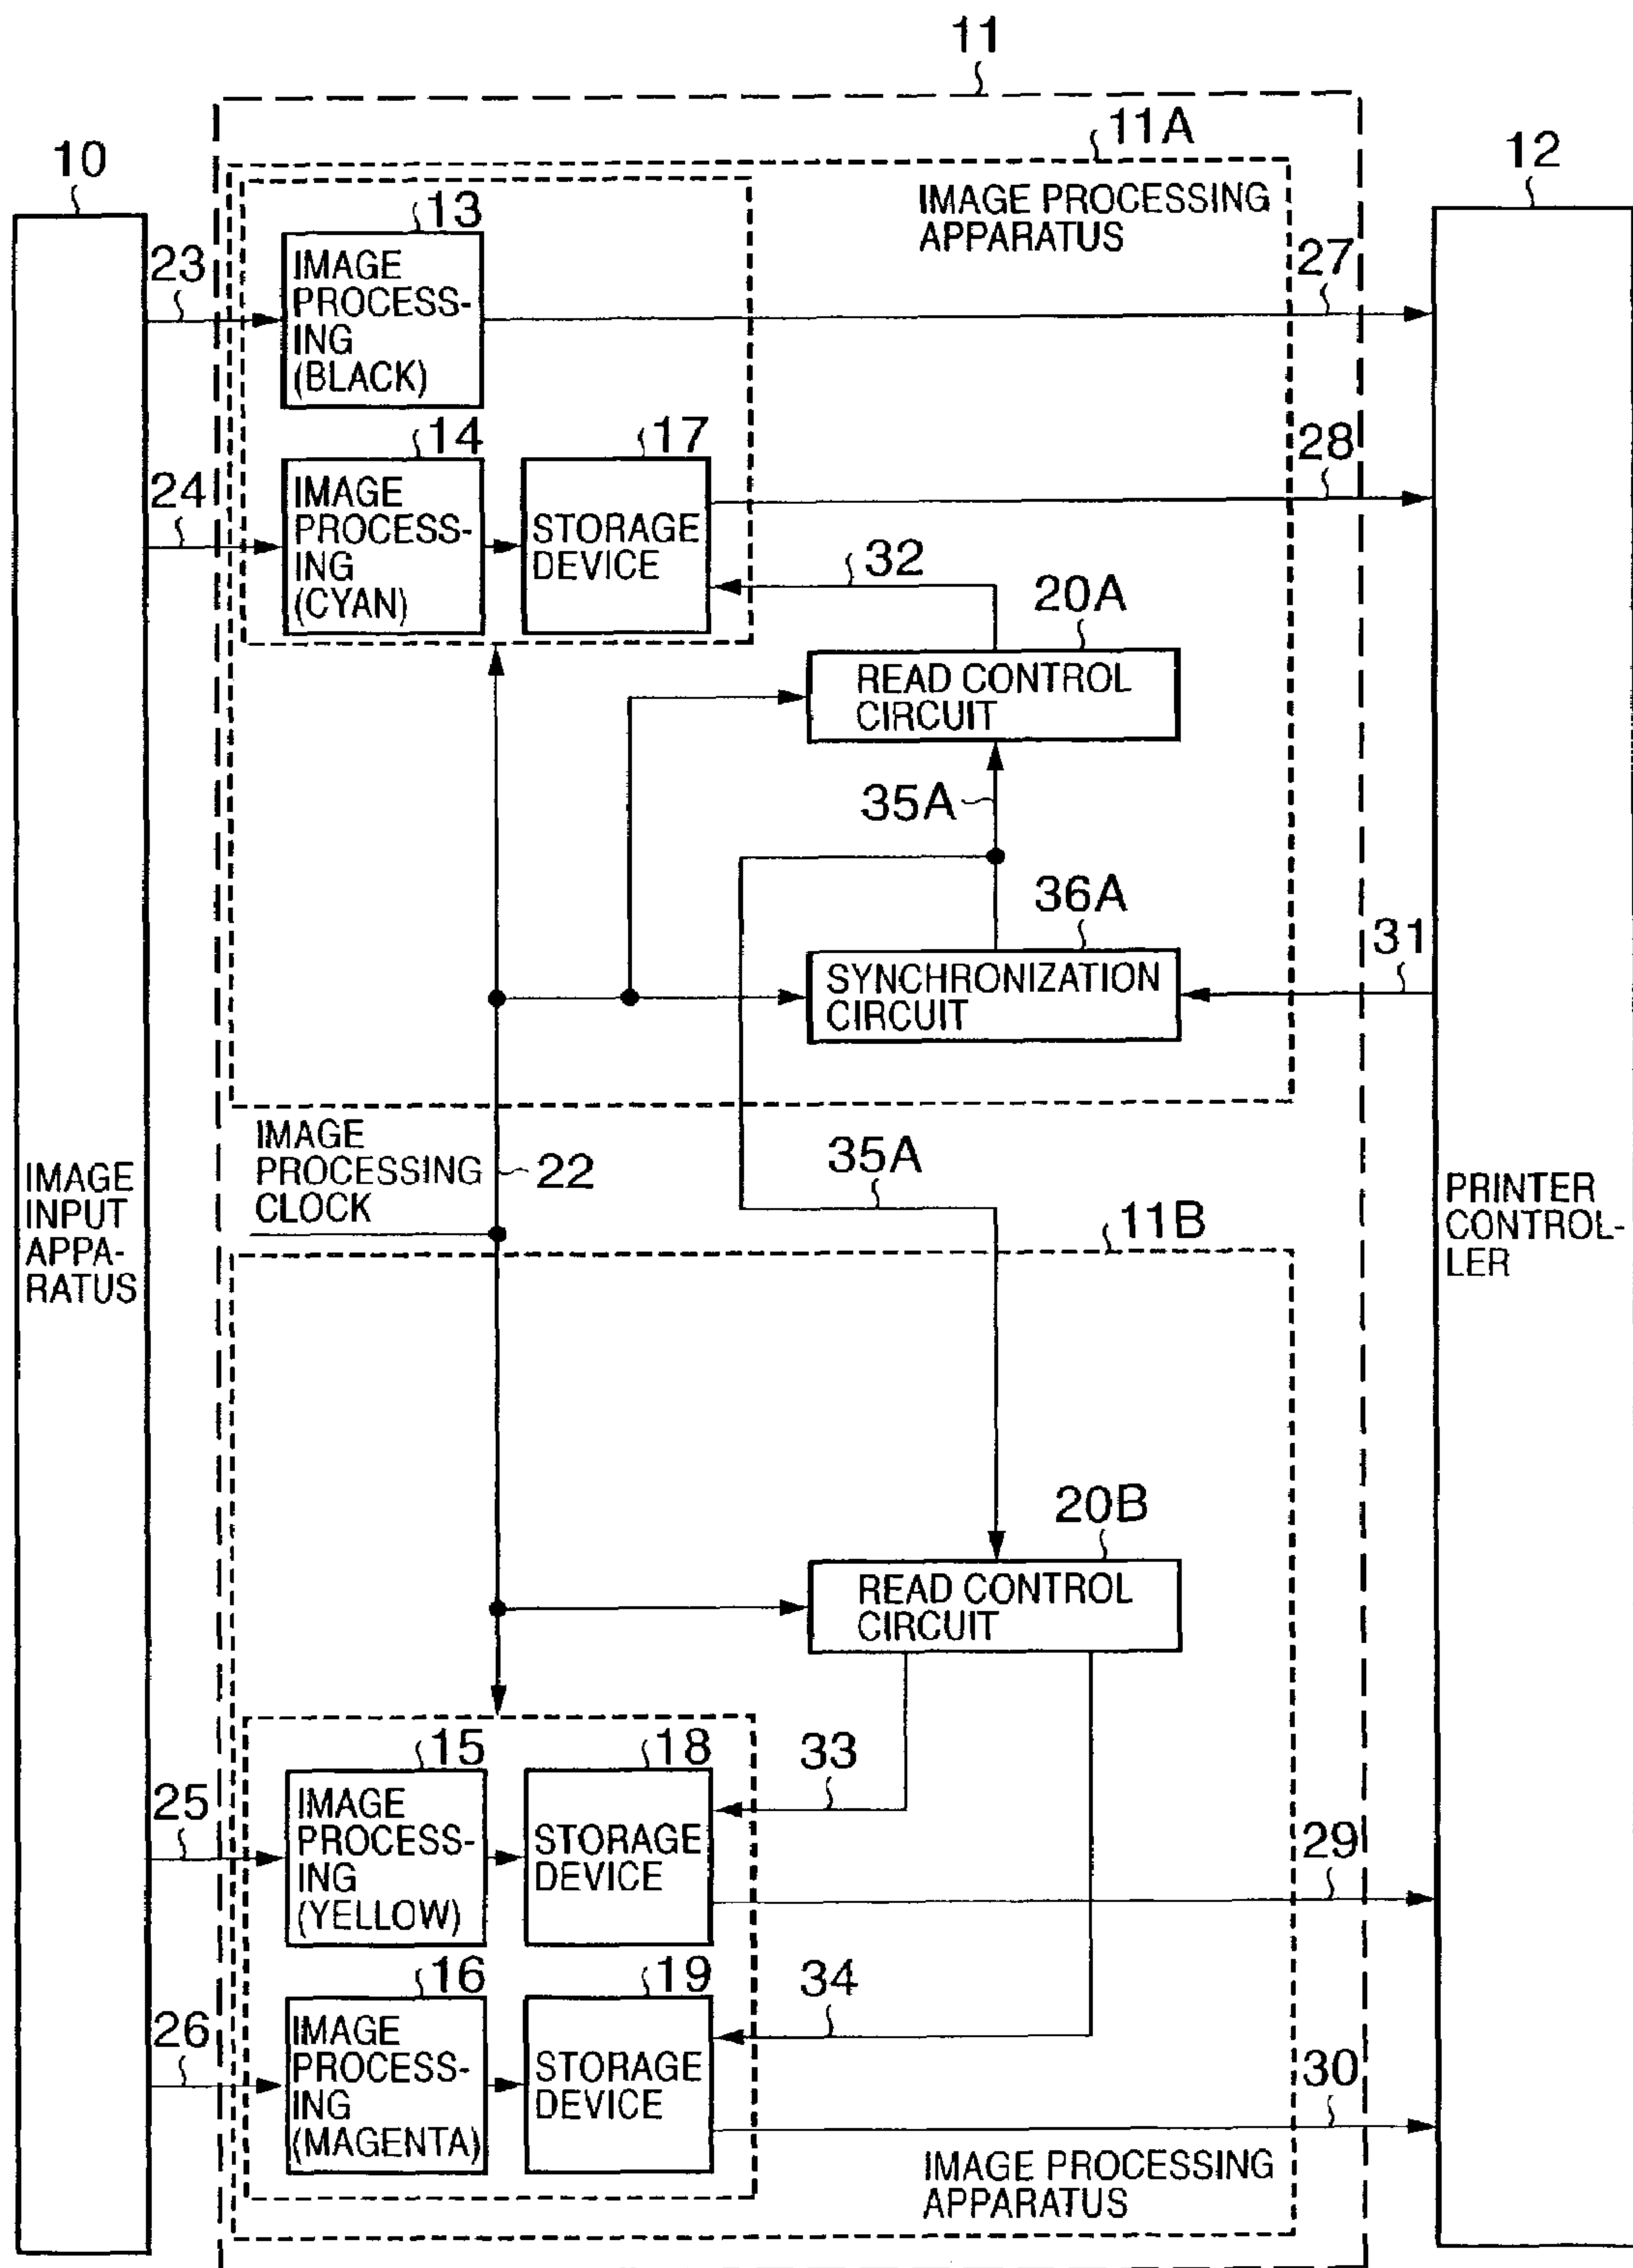 11
11A
10
12
IMAGE PROCESSING
APPARATUS
13
23
IMAGE
PROCESS-
ING
(BLACK)
27
14
17
28
24
IMAGE
PROCESS-
ING
(CYAN)
STORAGE
DEVICE
32
20A
READ CONTROL
CIRCUIT
35A
36A
31
SYNCHRONIZATION
CIRCUIT
IMAGE
PROCESSING
CLOCK
22
35A
IMAGE
INPUT
APPA-
RATUS
PRINTER
CONTROL-
LER
11B
20B
READ CONTROL
CIRCUIT
15
18
33
25
IMAGE
PROCESS-
ING
(YELLOW)
STORAGE
DEVICE
29
16
19
34
26
IMAGE
PROCESS-
ING
(MAGENTA)
STORAGE
DEVICE
30
IMAGE PROCESSING
APPARATUS